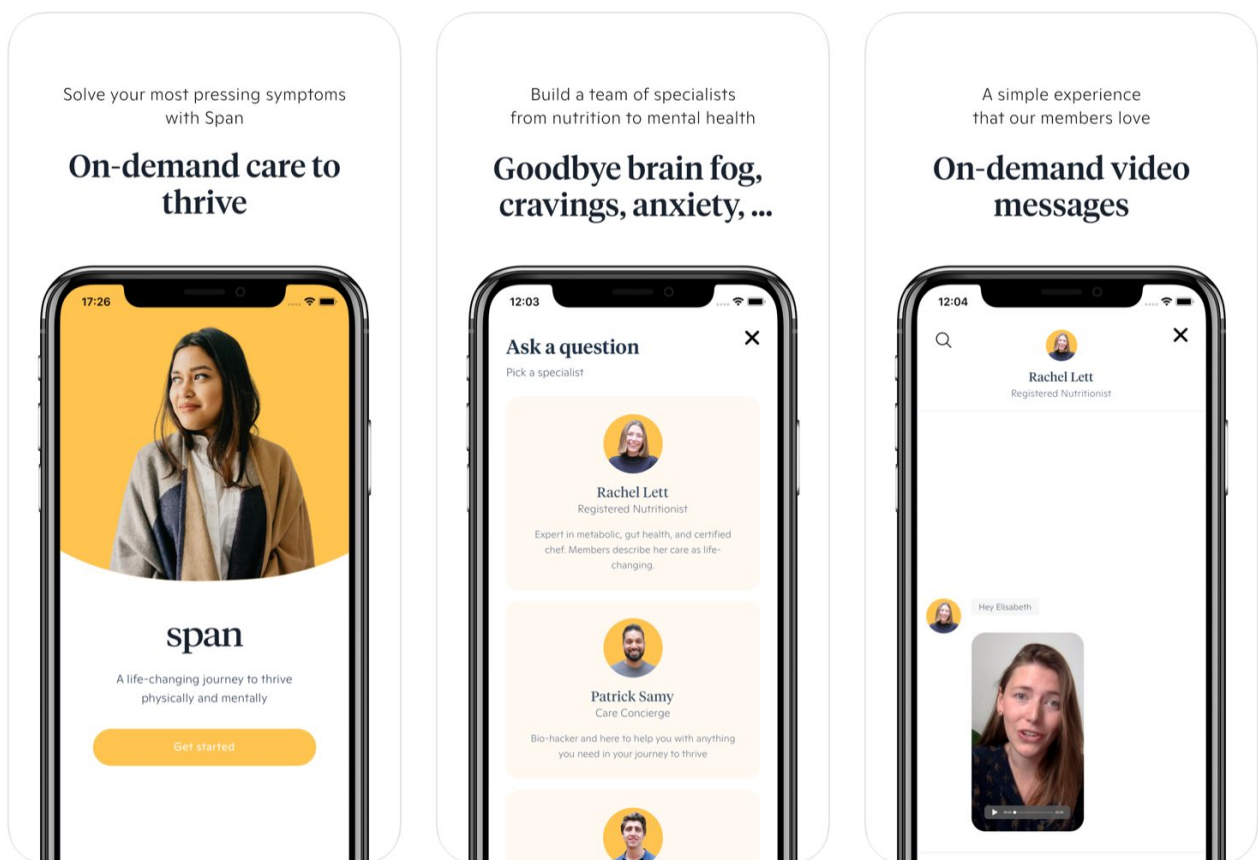 Solve your most pressing symptoms
with Span
On-demand care to
thrive
17:26
span
A life-changing journey to thrive
physically and mentally
Get started
Build a team of specialists
from nutrition to mental health
Goodbye brain fog,
cravings, anxiety, ...
12:03
Ask a question
Pick a specialist
Rachel Lett
Registered Nutritionist
Expert in metabolic, gut health, and certified
chef. Members describe her care as life-
changing.
Patrick Samy
Care Concierge
Bio-hacker and here to help you with anything
you need in your journey to thrive
A simple experience
that our members love
On-demand video
messages
12:04
Rachel Lett
Registered Nutritionist
Hey Elisabeth